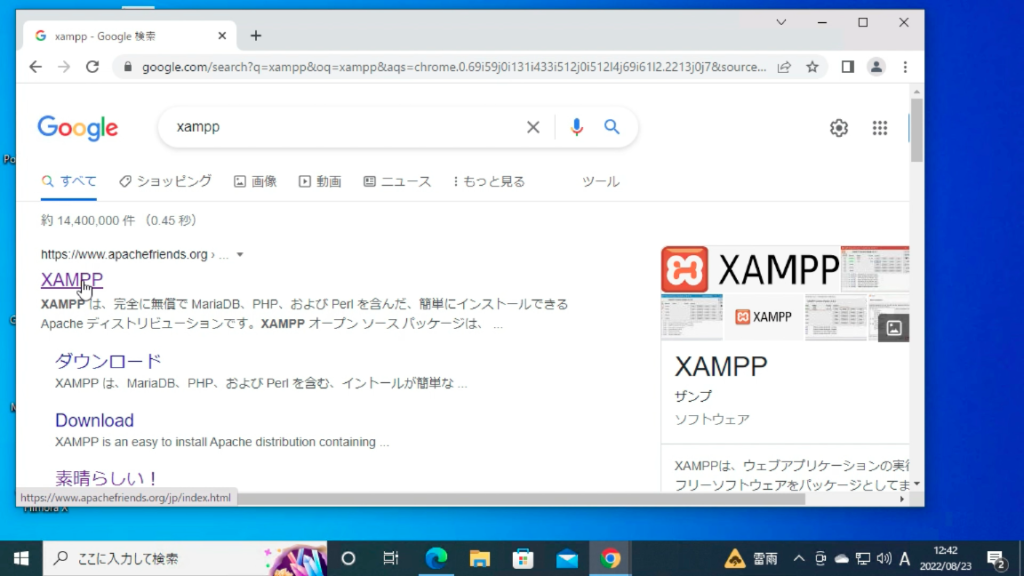 xampp - Google 検索
google.com/search?q=xampp&oq=xampp&aqs=chrome.0.69i59j0i131i433i512j0i512l4j69i61l2.2213j0j7&source...
Google
xampp
すべて
ショッピング
画像
動画
ニュース
もっと見る
ツール
約 14,400,000 件 （0.45 秒）
https://www.apachefriends.org › ...
XAMPP
XAMPP は、完全に無償で MariaDB、PHP、および Perl を含んだ、簡単にインストールできる
Apache ディストリビューションです。XAMPP オープン ソース パッケージは、 ...
ダウンロード
XAMPP は、MariaDB、PHP、および Perl を含む、イントールが簡単な ...
Download
XAMPP is an easy to install Apache distribution containing ...
素晴らしい！
https://www.apachefriends.org/jp/index.html
XAMPP
XAMPP
XAMPP
ザンプ
ソフトウェア
XAMPPは、ウェブアプリケーションの実行
フリーソフトウェアをパッケージとしてま
ここに入力して検索
雷雨
A
12:42
2022/08/23
2